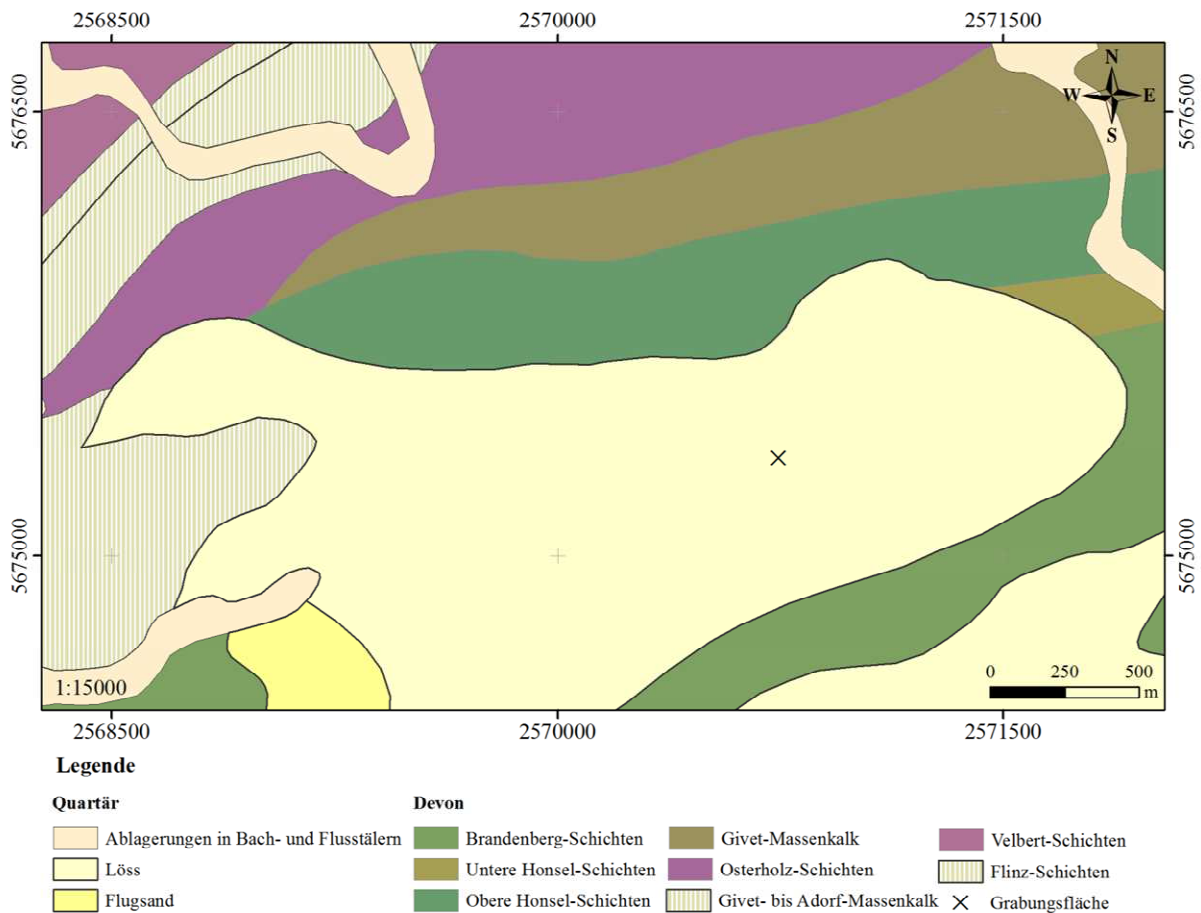 2568500 2570000 2571500
N
W E
S
5676500 5676500
5675000 5675000
0 250 500
m
1:15000
2568500 2570000 2571500
Legende
Quartär Devon
Ablagerungen in Bach- und Flusstälern Brandenberg-Schichten Givet-Massenkalk Velbert-Schichten
Löss Untere Honsel-Schichten Osterholz-Schichten Flinz-Schichten
Flugsand Obere Honsel-Schichten Givet- bis Adorf-Massenkalk Grabungsfläche